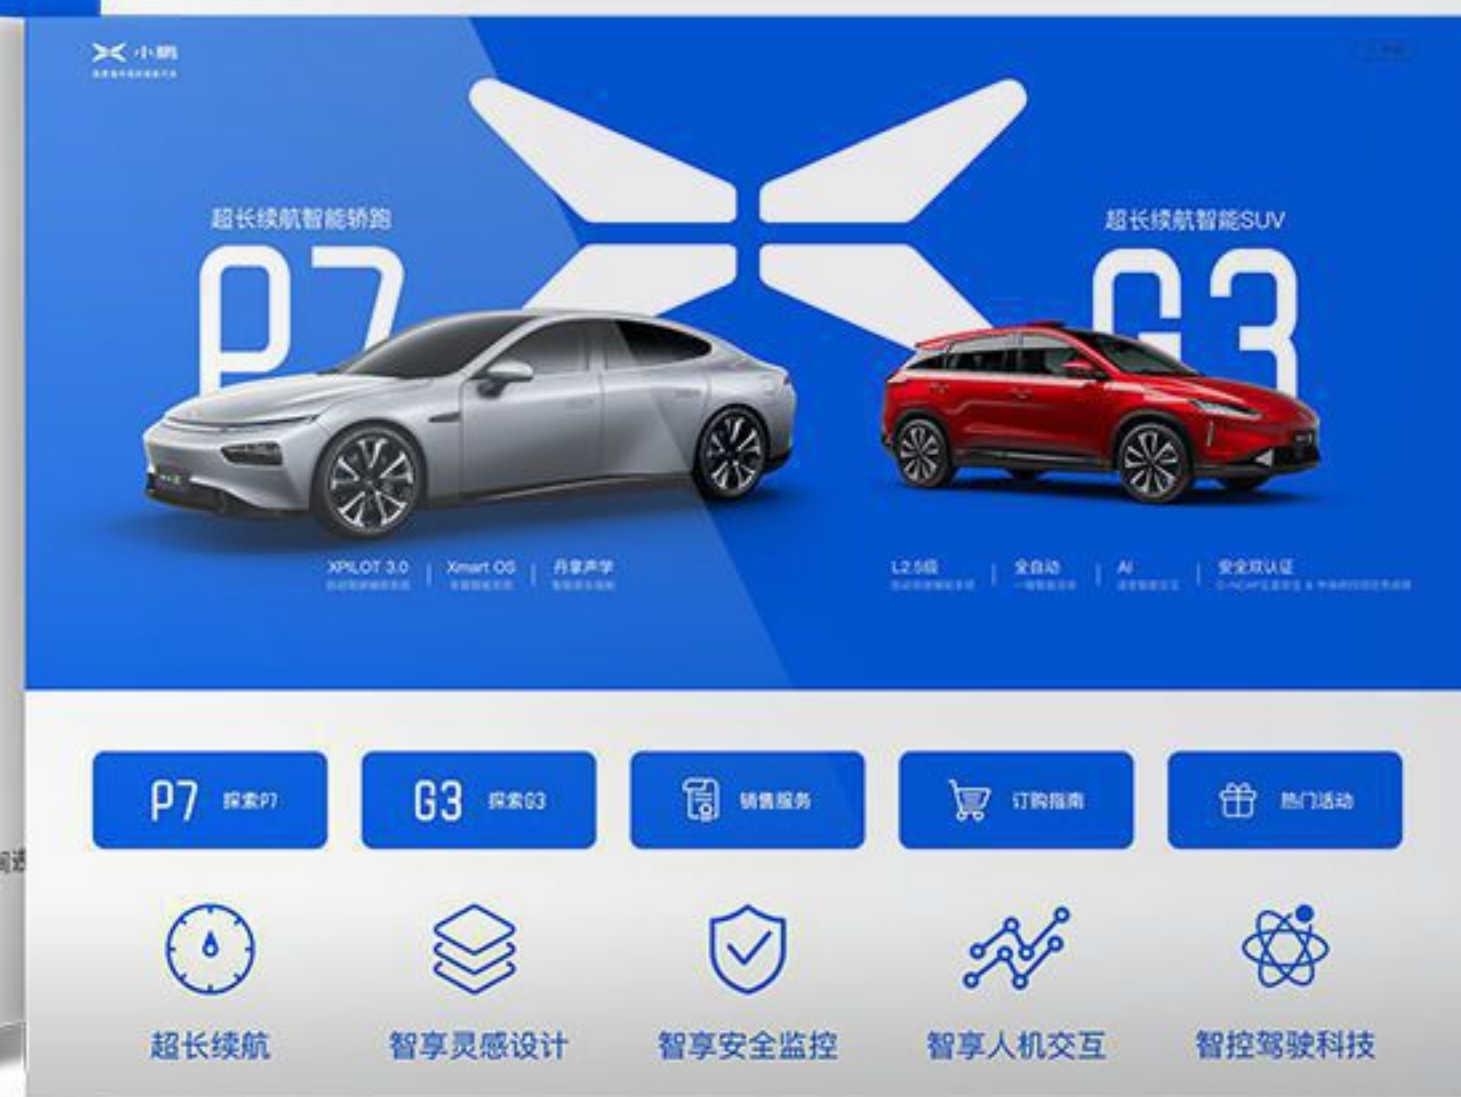 小鹏
超长续航智能轿跑
P7
超长续航智能SUV
G3
XPILOT 3.0
Xmart OS
丹拿声学
L2.5级
全自动
AI
安全双认证
P7 探索P7
G3 探索G3
销售服务
订购指南
热门活动
超长续航
智享灵感设计
智享安全监控
智享人机交互
智控驾驶科技